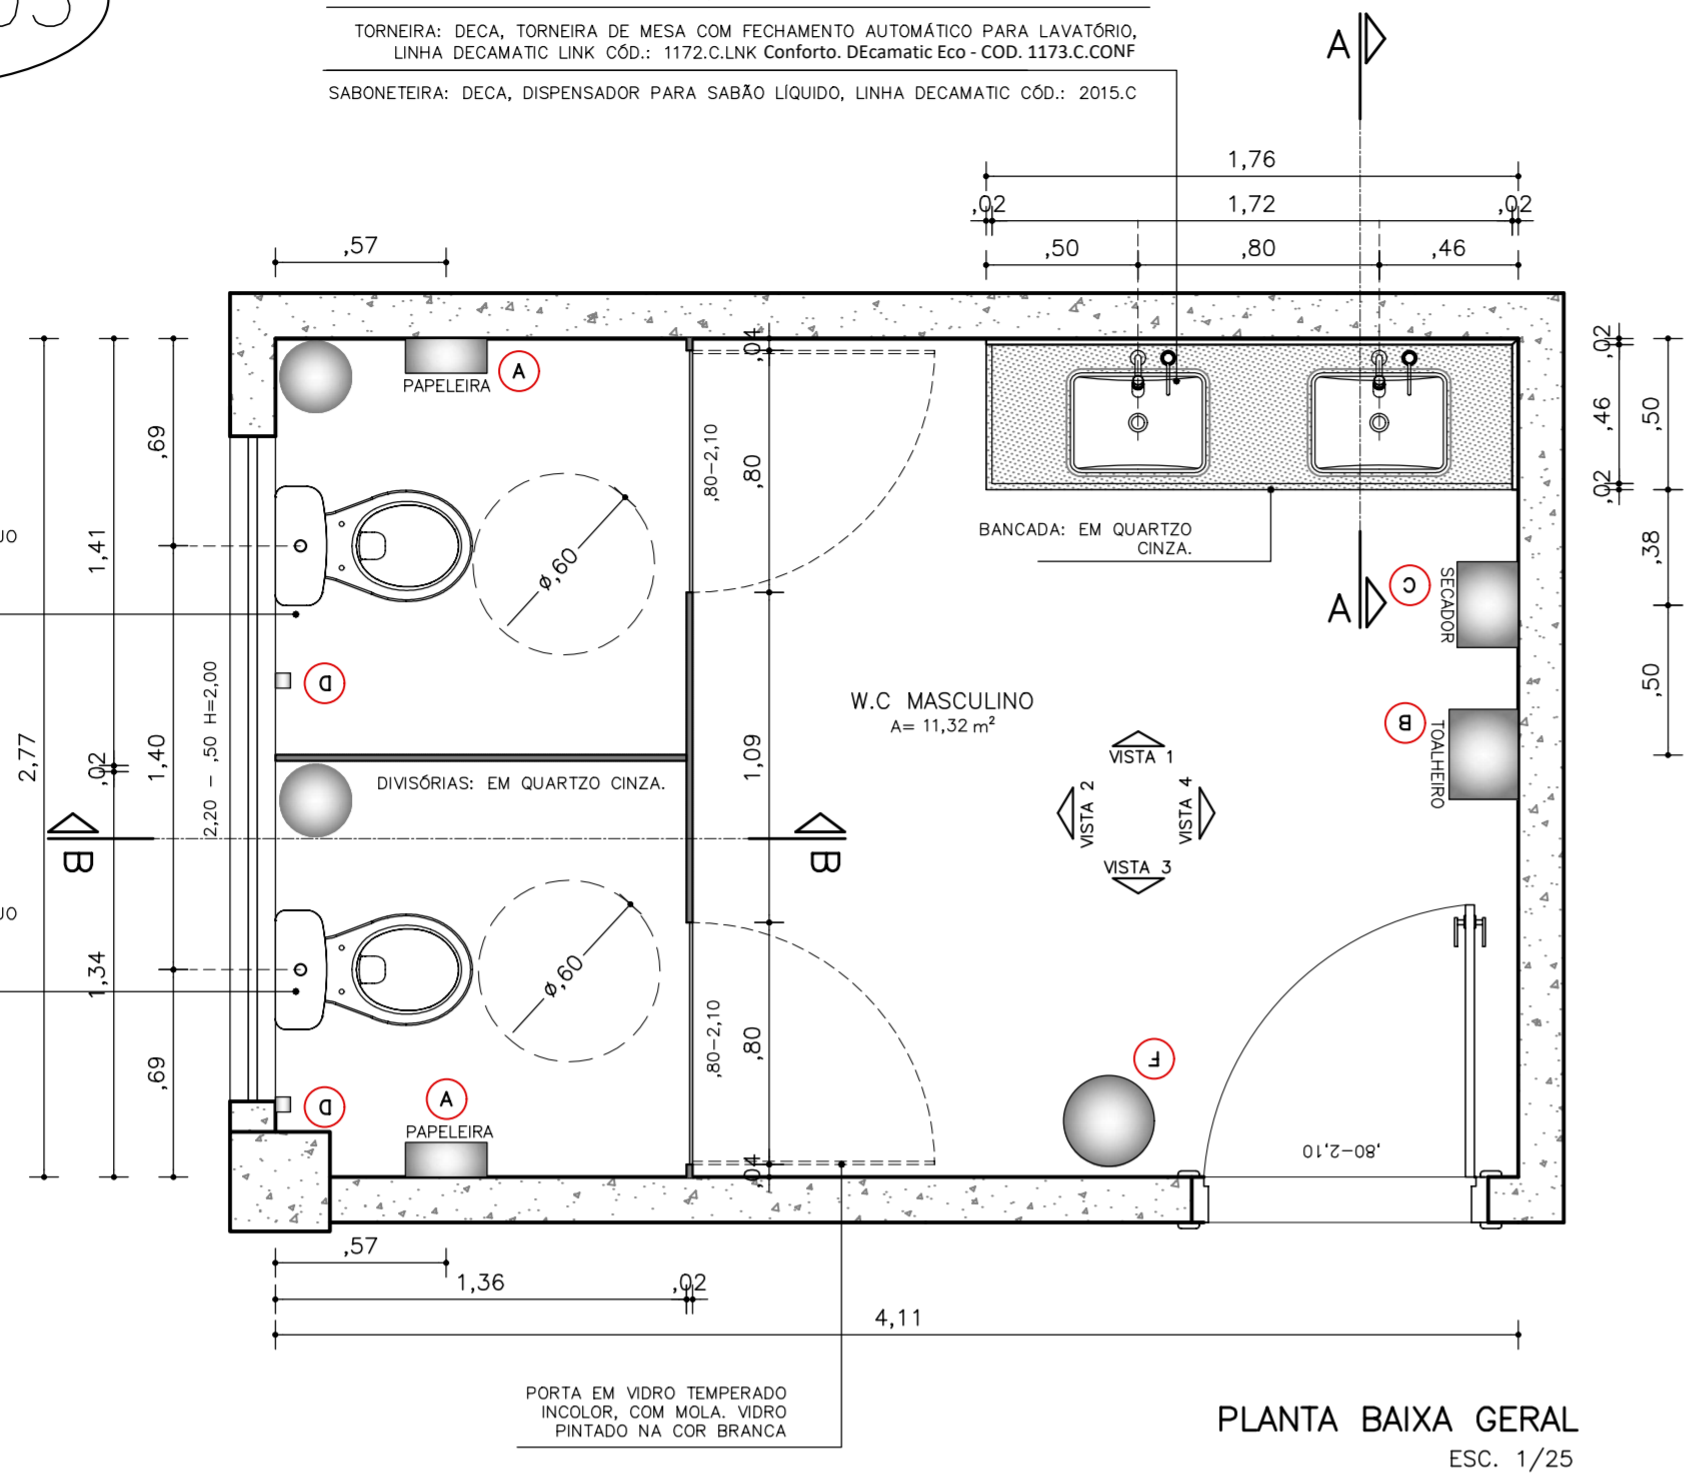 TORNEIRA: DECA, TORNEIRA DE MESA COM FECHAMENTO AUTOMÁTICO PARA LAVATÓRIO,
LINHA DECAMATIC LINK CÓD.: 1172.C.LNK Conforto. DEcamatic Eco - COD. 1173.C.CONF
SABONETEIRA: DECA, DISPENSADOR PARA SABÃO LÍQUIDO, LINHA DECAMATIC CÓD.: 2015.C
A
1,76
,02
1,72
,02
,57
,50
,80
,46
,04
,02
PAPELEIRA
A
,69
,80-2,10
,80
,46
,50
,02
1,41
UO
BANCADA: EM QUARTZO
CINZA.
,38
ø,60
C
SECADOR
A
D
,50
2,20 - ,50 H=2,00
W.C MASCULINO
A= 11,32 m²
B
TOALHEIRO
2,77
,02
1,40
1,09
VISTA 1
DIVISÓRIAS: EM QUARTZO CINZA.
VISTA 2
VISTA 4
B
B
VISTA 3
UO
1,34
ø,60
,69
,80-2,10
,80
F
D
A
PAPELEIRA
,80-2,10
,04
,57
1,36
,02
4,11
PORTA EM VIDRO TEMPERADO
INCOLOR, COM MOLA. VIDRO
PINTADO NA COR BRANCA
PLANTA BAIXA GERAL
ESC. 1/25